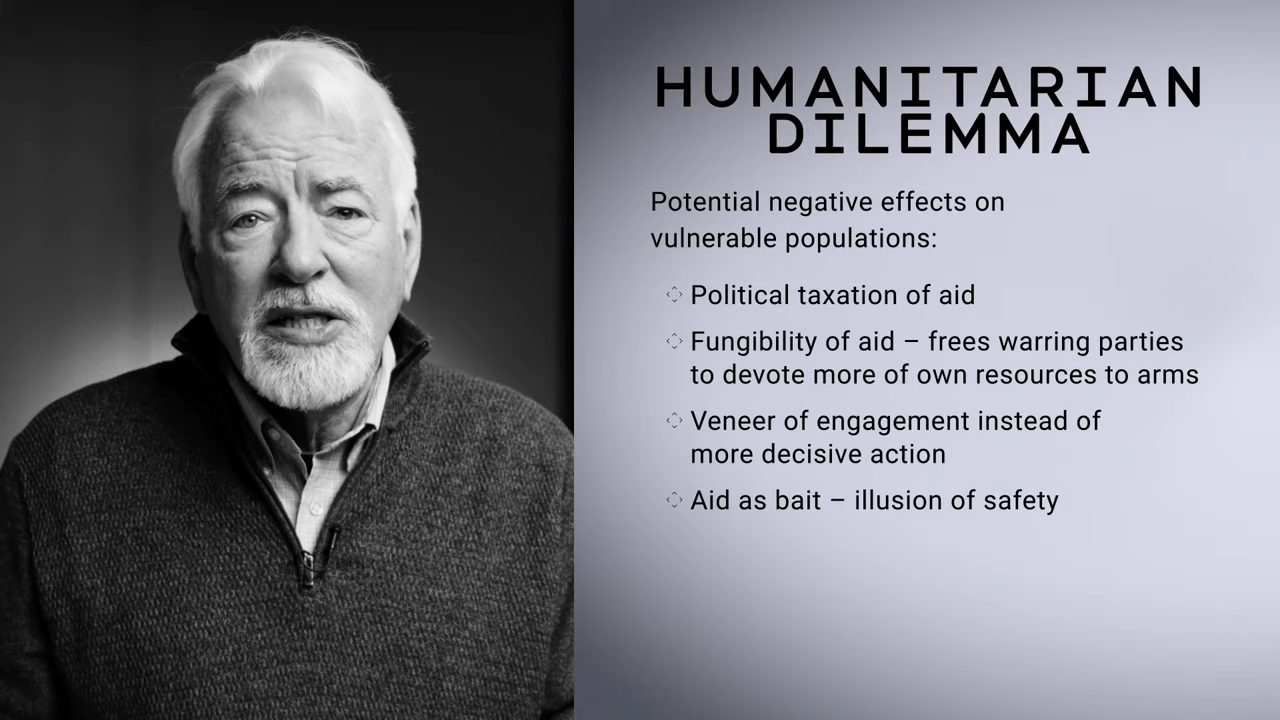 HUMANITARIAN
DILEMMA
Potential negative effects on
vulnerable populations:
Political taxation of aid
Fungibility of aid – frees warring parties
to devote more of own resources to arms
Veneer of engagement instead of
more decisive action
Aid as bait – illusion of safety